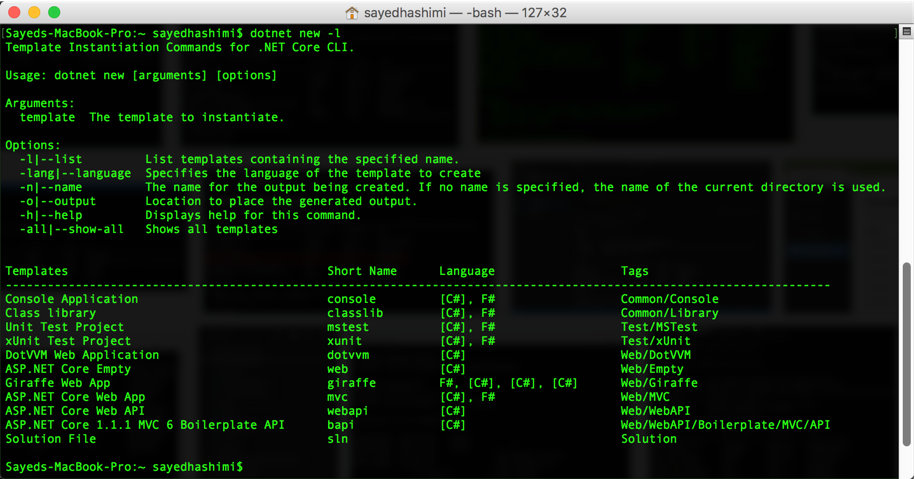 sayedhashimi — -bash — 127×32
[Sayeds-MacBook-Pro:~ sayedhashimi$ dotnet new -l ]
Template Instantiation Commands for .NET Core CLI.
Usage: dotnet new [arguments] [options]
Arguments:
template  The template to instantiate.
Options:
-l|--list         List templates containing the specified name.
-lang|--language  Specifies the language of the template to create
-n|--name         The name for the output being created. If no name is specified, the name of the current directory is used.
-o|--output       Location to place the generated output.
-h|--help         Displays help for this command.
-all|--show-all   Shows all templates
Templates                                     Short Name      Language                  Tags
----------------------------------------------------------------------------------------------------------------------
Console Application                           console         [C#], F#                  Common/Console
Class library                                 classlib        [C#], F#                  Common/Library
Unit Test Project                             mstest          [C#], F#                  Test/MSTest
xUnit Test Project                            xunit           [C#], F#                  Test/xUnit
DotVVM Web Application                        dotvvm          [C#]                      Web/DotVVM
ASP.NET Core Empty                            web             [C#]                      Web/Empty
Giraffe Web App                               giraffe         F#, [C#], [C#], [C#]      Web/Giraffe
ASP.NET Core Web App                          mvc             [C#], F#                  Web/MVC
ASP.NET Core Web API                          webapi          [C#]                      Web/WebAPI
ASP.NET Core 1.1.1 MVC 6 Boilerplate API      bapi            [C#]                      Web/WebAPI/Boilerplate/MVC/API
Solution File                                 sln                                       Solution
Sayeds-MacBook-Pro:~ sayedhashimi$